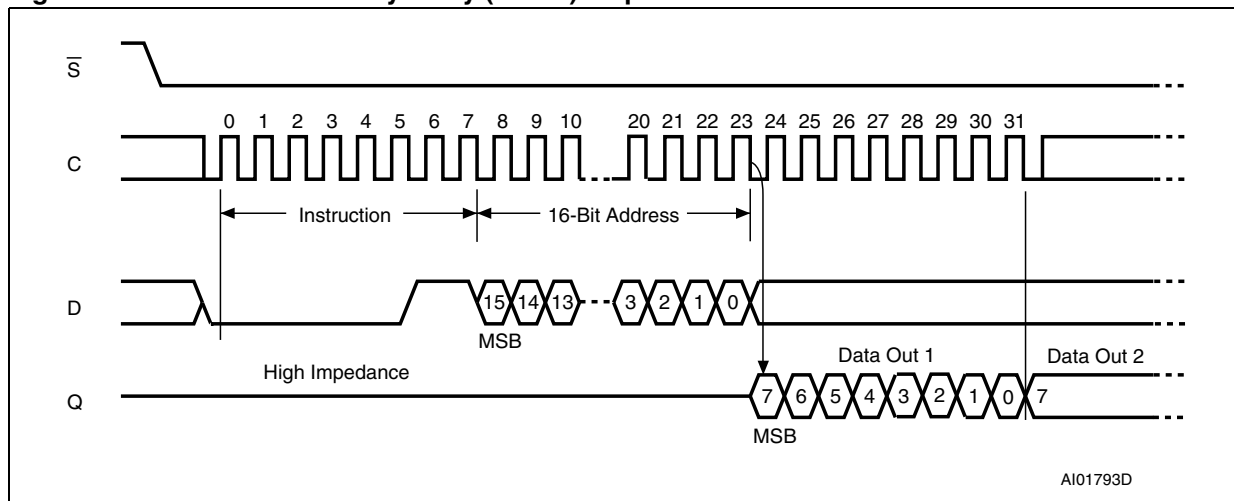 S
0 1 2 3 4 5 6 7 8 9 10 20 21 22 23 24 25 26 27 28 29 30 31
C
Instruction 16-Bit Address
D
15 14 13 3 2 1 0
MSB
High Impedance Data Out 1 Data Out 2
Q
7 6 5 4 3 2 1 0 7
MSB
AI01793D